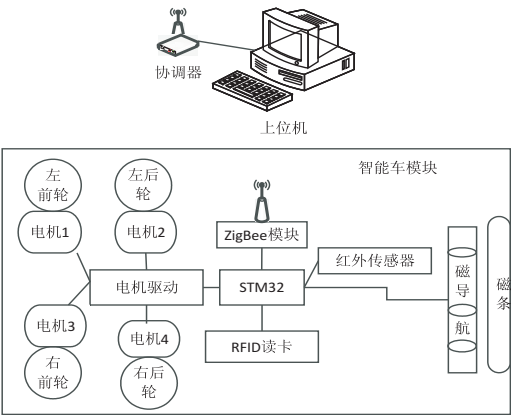 协调器
上位机
智能车模块
左
前轮
左后
轮
电机1
电机2
ZigBee模块
红外传感器
电机驱动
STM32
磁
导
航
磁
条
电机3
电机4
RFID读卡
右
前轮
右后
轮